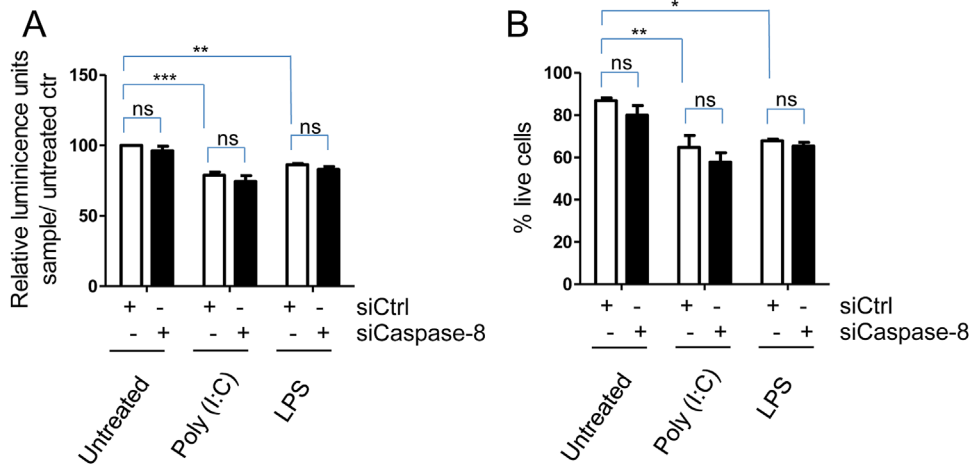 A
Relative luminicence units
sample/ untreated ctr
150
100
50
0
**
***
ns
ns
ns
+ - + - + -
siCtrl
- + - + - +
siCaspase-8
Untreated
Poly (I:C)
LPS
B
% live cells
100
80
60
40
20
0
*
**
ns
ns
ns
+ - + - + -
siCtrl
- + - + - +
siCaspase-8
Untreated
Poly (I:C)
LPS